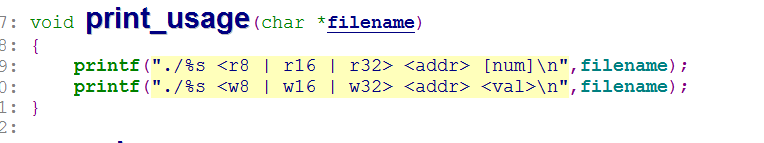 7: void print_usage(char *filename)
8: {
9: printf("./%s <r8 | r16 | r32> <addr> [num]\n",filename);
0: printf("./%s <w8 | w16 | w32> <addr> <val>\n",filename);
1: }
2: